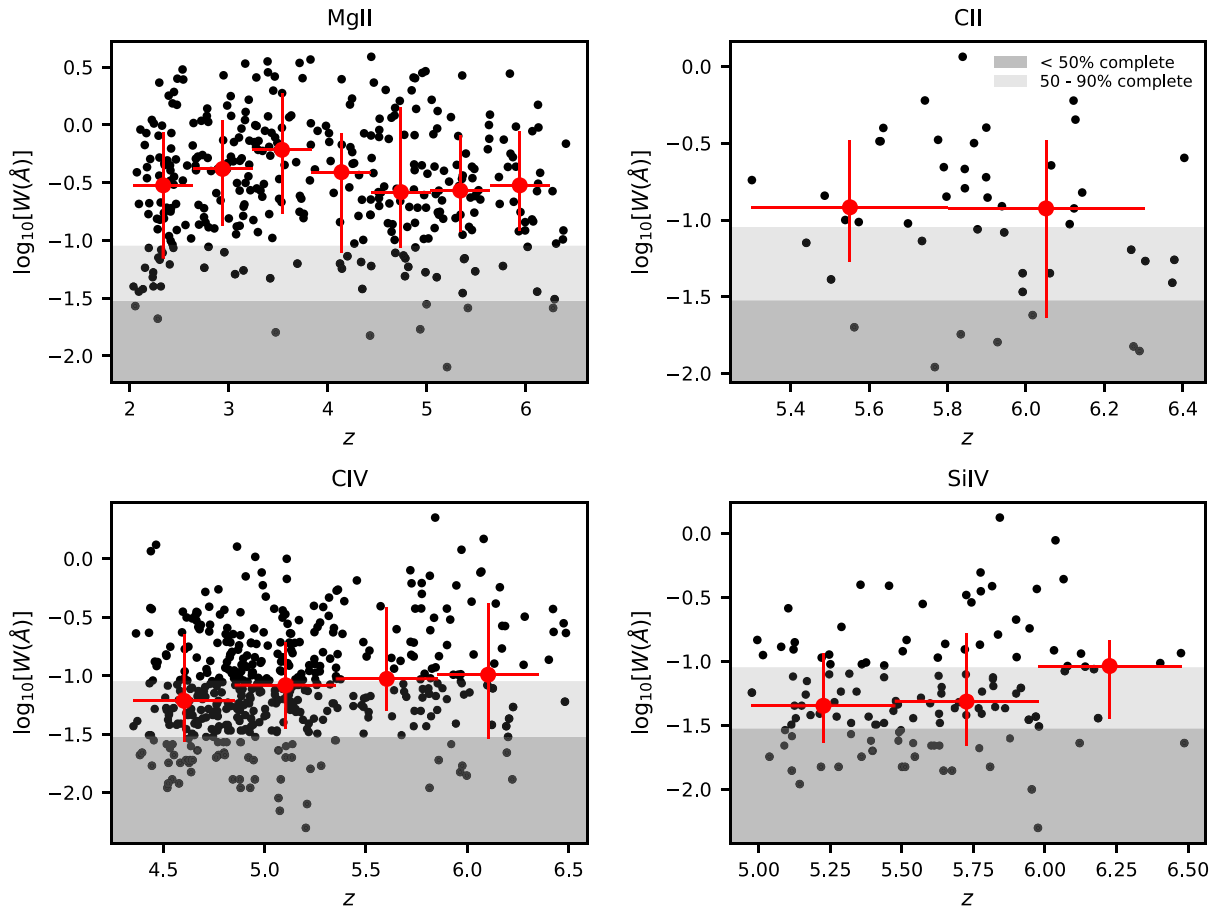 MgII
log₁₀[W(Å)]
0.5
0.0
−0.5
−1.0
−1.5
−2.0
2 3 4 5 6
z
CII
< 50% complete
50 - 90% complete
log₁₀[W(Å)]
0.0
−0.5
−1.0
−1.5
−2.0
5.4 5.6 5.8 6.0 6.2 6.4
z
CIV
log₁₀[W(Å)]
0.0
−0.5
−1.0
−1.5
−2.0
4.5 5.0 5.5 6.0 6.5
z
SiIV
log₁₀[W(Å)]
0.0
−0.5
−1.0
−1.5
−2.0
5.00 5.25 5.50 5.75 6.00 6.25 6.50
z